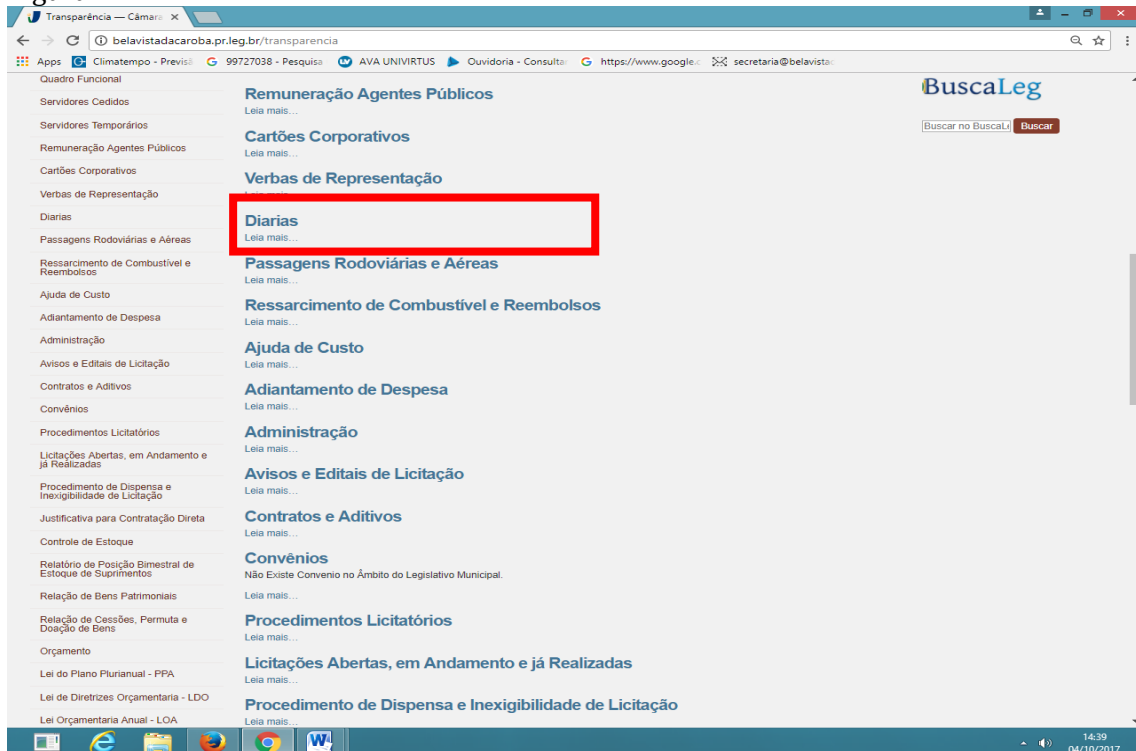 Transparência — Câmara
belavistadacaroba.pr.leg.br/transparencia
Apps Climatempo - Previsã 99727038 - Pesquisa AVA UNIVIRTUS Ouvidoria - Consulta https://www.google.c secretaria@belavista
Quadro Funcional
Servidores Cedidos
Servidores Temporários
Remuneração Agentes Públicos
Cartões Corporativos
Verbas de Representação
Diarias
Passagens Rodoviárias e Aéreas
Ressarcimento de Combustível e
Reembolsos
Ajuda de Custo
Adiantamento de Despesa
Administração
Avisos e Editais de Licitação
Contratos e Aditivos
Convênios
Procedimentos Licitatórios
Licitações Abertas, em Andamento e
já Realizadas
Procedimento de Dispensa e
Inexigibilidade de Licitação
Justificativa para Contratação Direta
Controle de Estoque
Relatório de Posição Bimestral de
Estoque de Suprimentos
Relação de Bens Patrimoniais
Relação de Cessões, Permuta e
Doação de Bens
Orçamento
Lei do Plano Plurianual - PPA
Lei de Diretrizes Orçamentaria - LDO
Lei Orçamentaria Anual - LOA
Remuneração Agentes Públicos
Leia mais…
Cartões Corporativos
Leia mais…
Verbas de Representação
Diarias
Leia mais…
Passagens Rodoviárias e Aéreas
Leia mais…
Ressarcimento de Combustível e Reembolsos
Leia mais…
Ajuda de Custo
Leia mais…
Adiantamento de Despesa
Leia mais…
Administração
Leia mais…
Avisos e Editais de Licitação
Leia mais…
Contratos e Aditivos
Leia mais…
Convênios
Não Existe Convenio no Âmbito do Legislativo Municipal.
Leia mais…
Procedimentos Licitatórios
Leia mais…
Licitações Abertas, em Andamento e já Realizadas
Leia mais…
Procedimento de Dispensa e Inexigibilidade de Licitação
Leia mais…
BuscaLeg
Buscar no BuscaL Buscar
14:39
04/10/2017